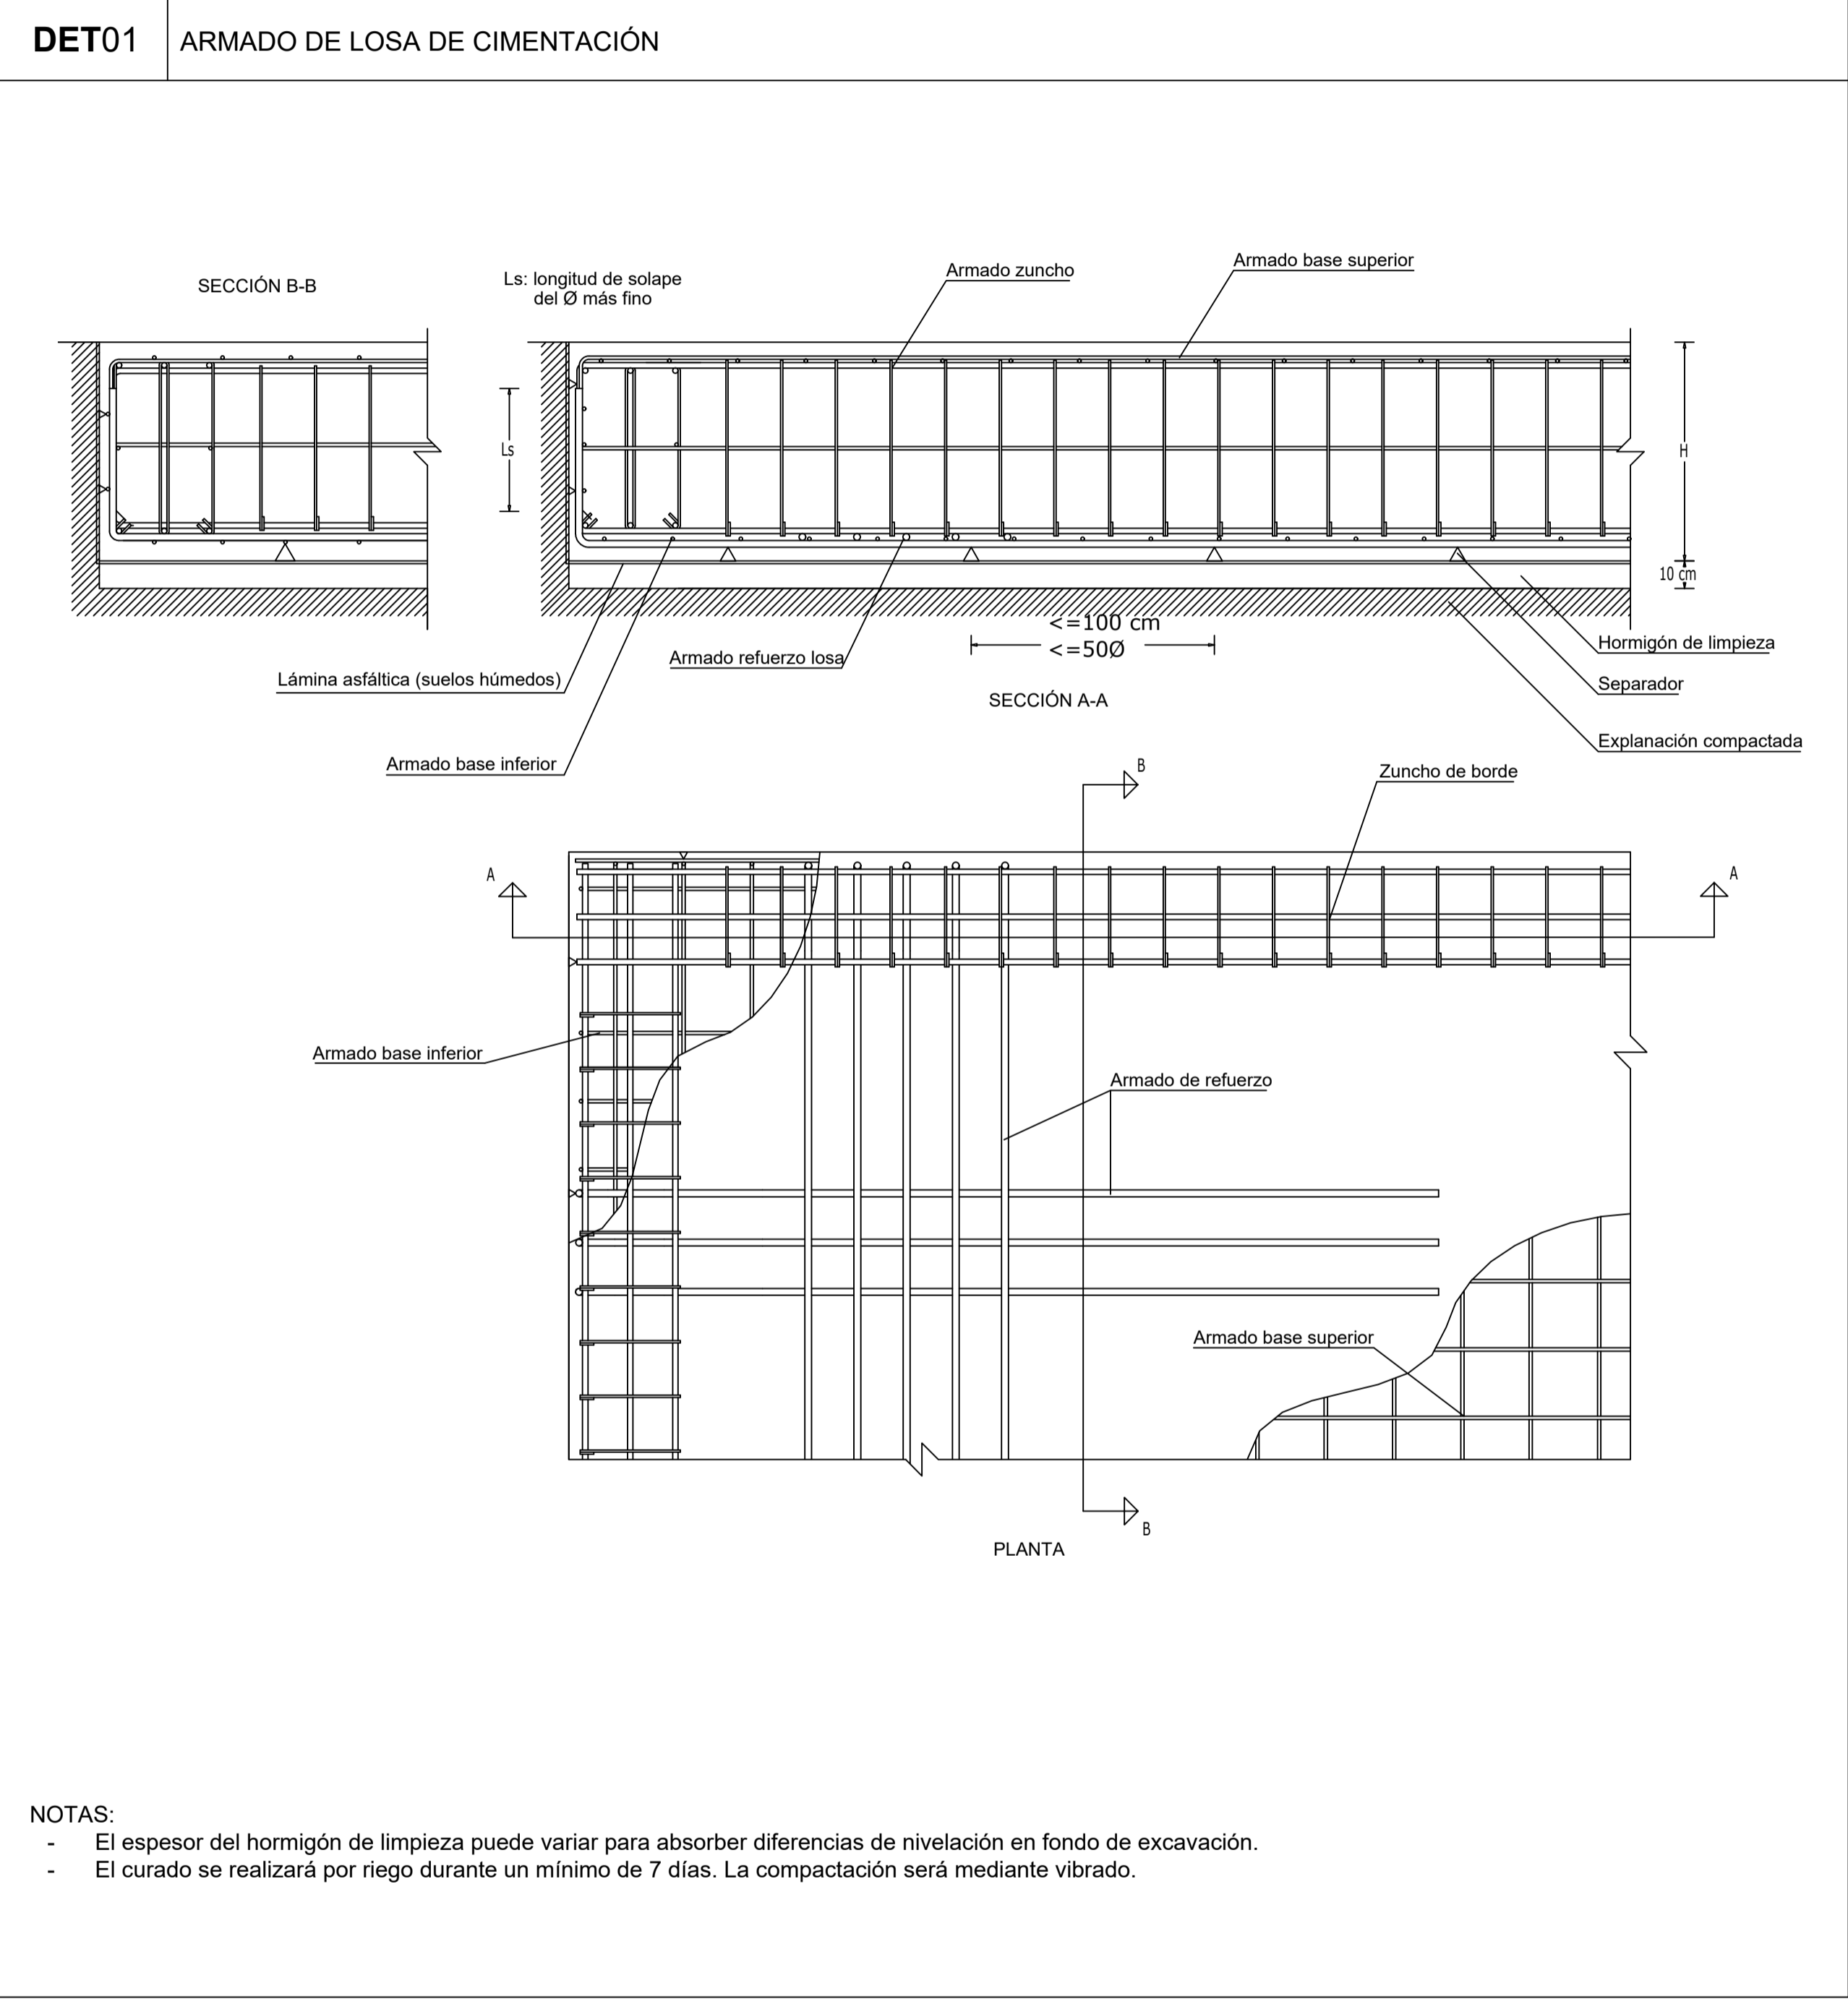 DET01
ARMADO DE LOSA DE CIMENTACIÓN
SECCIÓN B-B
Ls: longitud de solape
del Ø más fino
Armado zuncho
Armado base superior
Ls
H
10 cm
<=100 cm
<=50Ø
Armado refuerzo losa
Lámina asfáltica (suelos húmedos)
Armado base inferior
Hormigón de limpieza
Separador
Explanación compactada
SECCIÓN A-A
B
Zuncho de borde
A
A
Armado base inferior
Armado de refuerzo
Armado base superior
B
PLANTA
NOTAS:
- El espesor del hormigón de limpieza puede variar para absorber diferencias de nivelación en fondo de excavación.
- El curado se realizará por riego durante un mínimo de 7 días. La compactación será mediante vibrado.